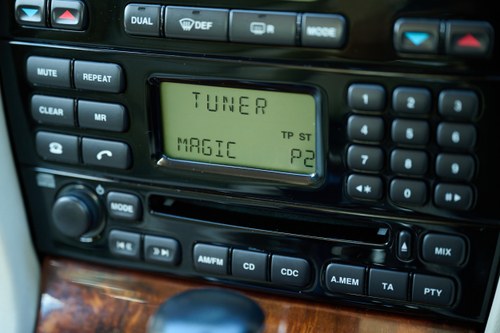 DUAL DEF R MODE
MUTE REPEAT
TUNER
1 2 3
CLEAR MR
TP ST
4 5 6
MAGIC P2
7 8 9
* 0
MODE
AM/FM CD CDC
A.MEM TA PTY
MIX